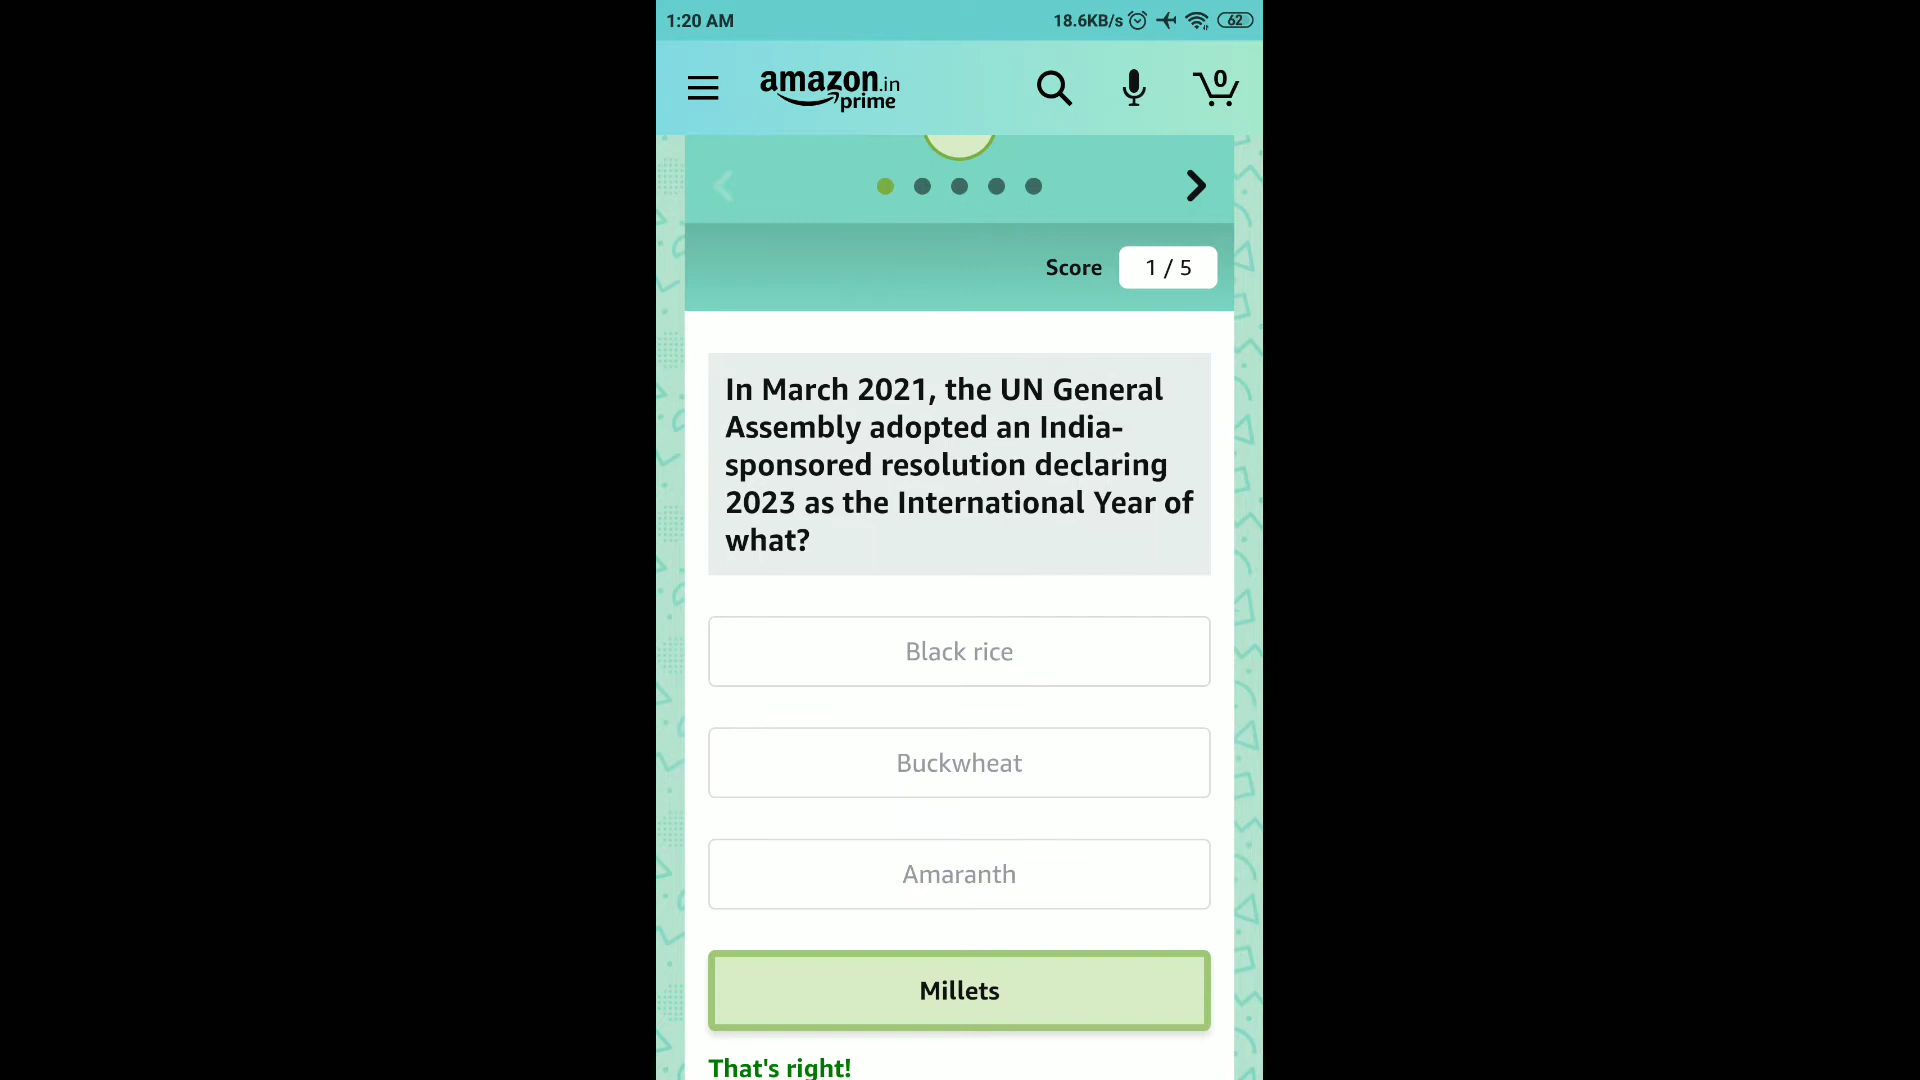 1:20 AM 18.6KB/s 62
amazon.in
prime
0
Score 1 / 5
In March 2021, the UN General
Assembly adopted an India-
sponsored resolution declaring
2023 as the International Year of
what?
Black rice
Buckwheat
Amaranth
Millets
That's right!